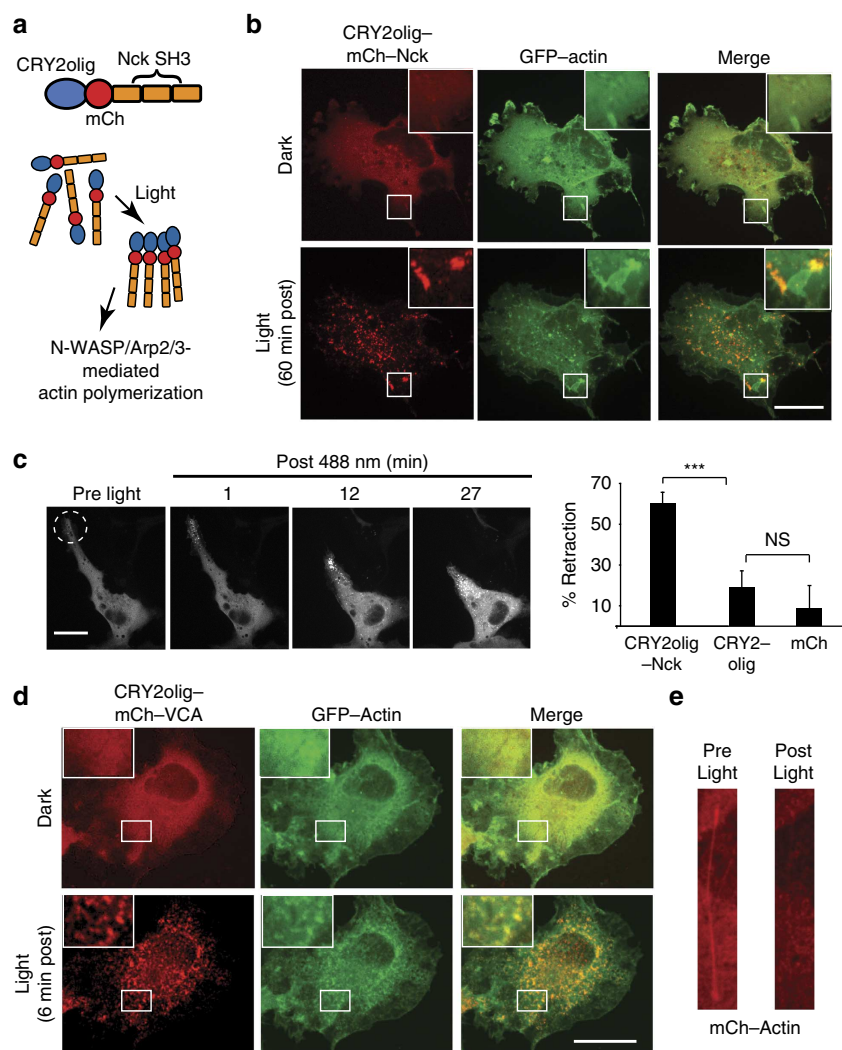 a
CRY2olig
Nck SH3
mCh
Light
N-WASP/Arp2/3-
mediated
actin polymerization
b
CRY2olig–
mCh–Nck
GFP–actin
Merge
Dark
Light
(60 min post)
c
Post 488 nm (min)
Pre light
1
12
27
% Retraction
70
50
30
10
***
NS
CRY2olig
–Nck
CRY2–
olig
mCh
d
CRY2olig–
mCh–VCA
GFP–Actin
Merge
Dark
Light
(6 min post)
e
Pre
Light
Post
Light
mCh–Actin